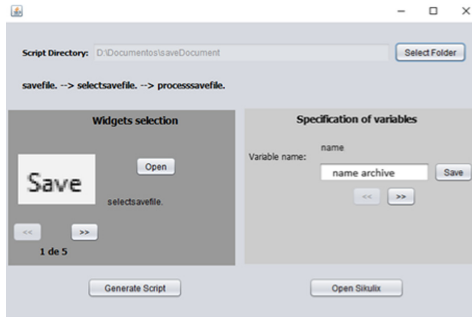 Script Directory: D:\Documentos\saveDocument Select Folder
savefile. --> selectsavefile. --> processsavefile.
Widgets selection
Save
Open
selectsavefile.
<< >>
1 de 5
Specification of variables
name
Variable name:
name archive Save
<< >>
Generate Script
Open Sikulix